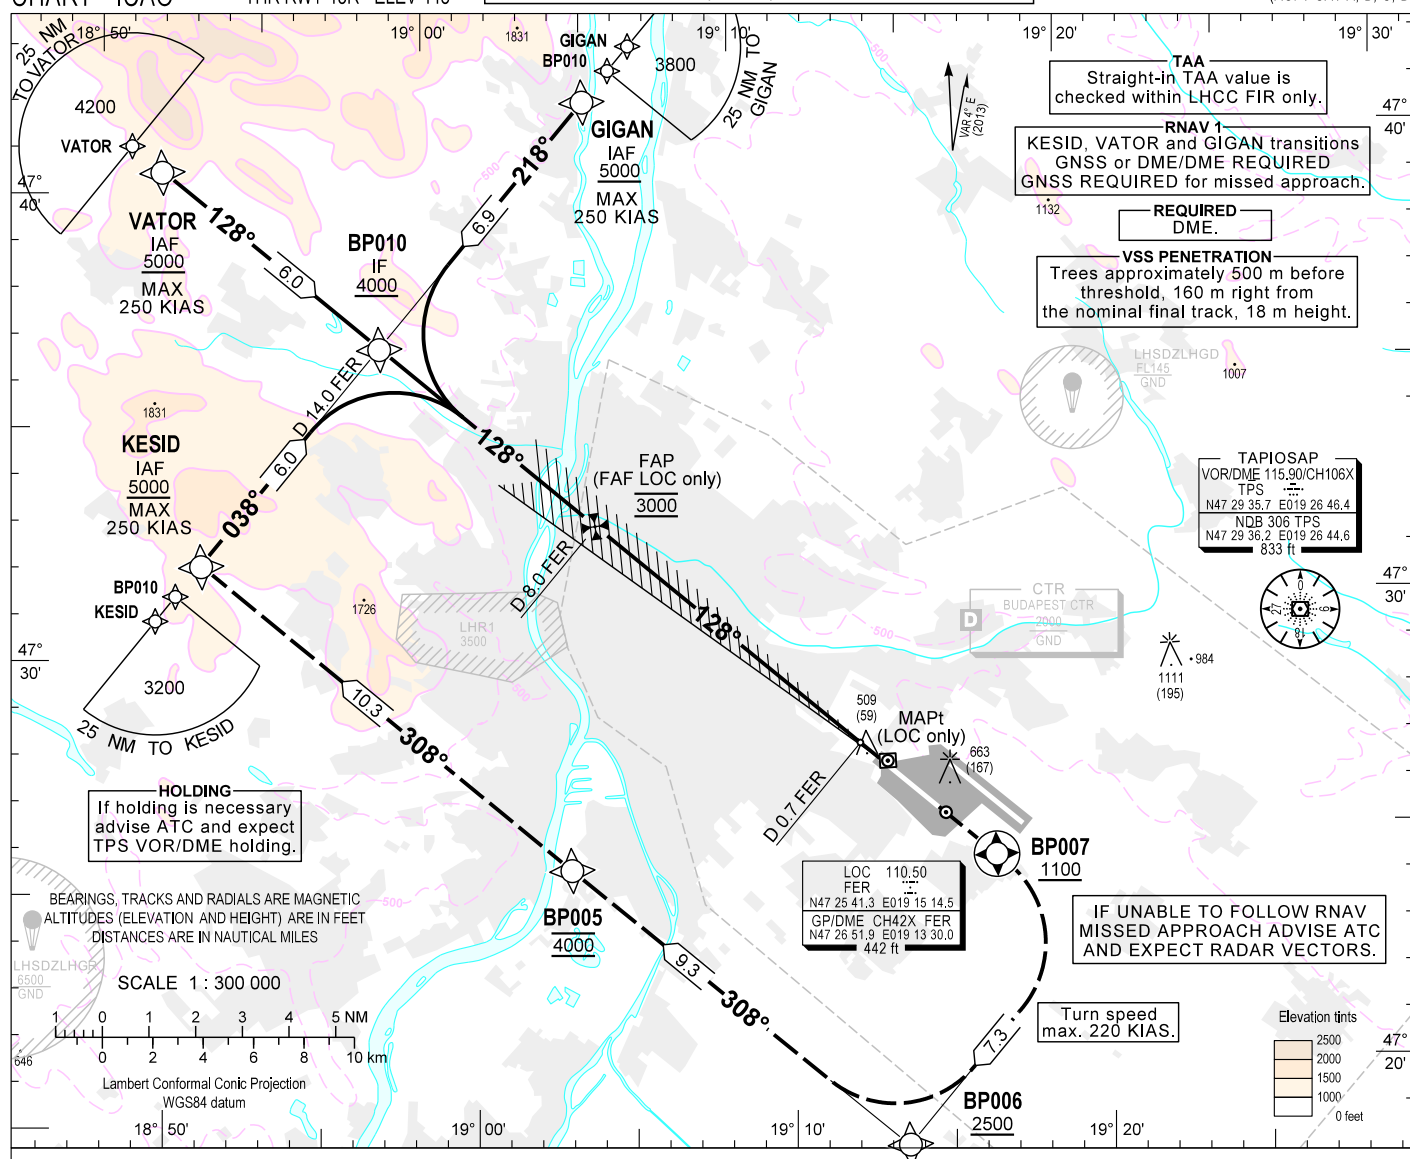 18° 50'
19° 00'
1831
GIGAN
BP010
19° 10'
3800
19° 20'
19° 30'
25 NM
TO VATOR
4200
VATOR
25 NM TO
GIGAN
VAR 4° E
(2013)
TAA
Straight-in TAA value is
checked within LHCC FIR only.
47°
40'
RNAV 1
KESID, VATOR and GIGAN transitions
GNSS or DME/DME REQUIRED
GNSS REQUIRED for missed approach.
1132
REQUIRED
DME.
VSS PENETRATION
Trees approximately 500 m before
threshold, 160 m right from
the nominal final track, 18 m height.
GIGAN
IAF
5000
MAX
250 KIAS
218°
6.9
500
500
500
47°
40'
VATOR
IAF
5000
MAX
250 KIAS
128°
6.0
BP010
IF
4000
D 14.0 FER
LHSDZLHGD
FL145
GND
1007
1831
KESID
IAF
5000
MAX
250 KIAS
6.0
038°
128°
FAP
(FAF LOC only)
3000
D 8.0 FER
TAPIOSAP
VOR/DME 115.90/CH106X
TPS
N47 29 35.7 E019 26 46.4
NDB 306 TPS
N47 29 36.2 E019 26 44.6
833 ft
BP010
KESID
1726
LHR1
3500
128°
CTR
BUDAPEST CTR
2000
GND
D
500
0
9
18
27
47°
30'
47°
30'
3200
25 NM TO KESID
10.3
308°
500
1111
(195)
984
509
(59)
MAPt
(LOC only)
663
(167)
D 0.7 FER
HOLDING
If holding is necessary
advise ATC and expect
TPS VOR/DME holding.
BP007
1100
LOC 110.50
FER
N47 25 41.3 E019 15 14.5
GP/DME CH42X FER
N47 26 51.9 E019 13 30.0
442 ft
BEARINGS, TRACKS AND RADIALS ARE MAGNETIC
ALTITUDES (ELEVATION AND HEIGHT) ARE IN FEET
DISTANCES ARE IN NAUTICAL MILES
500
BP005
4000
IF UNABLE TO FOLLOW RNAV
MISSED APPROACH ADVISE ATC
AND EXPECT RADAR VECTORS.
LHSDZLHGR
6500
GND
SCALE 1 : 300 000
9.3
308°
Turn speed
max. 220 KIAS.
7.3
1 0 1 2 3 4 5 NM
0 2 4 6 8 10 km
646
Lambert Conformal Conic Projection
WGS84 datum
BP006
2500
Elevation tints
2500
2000
1500
1000
0 feet
47°
20'
18° 50'
19° 00'
19° 10'
19° 20'